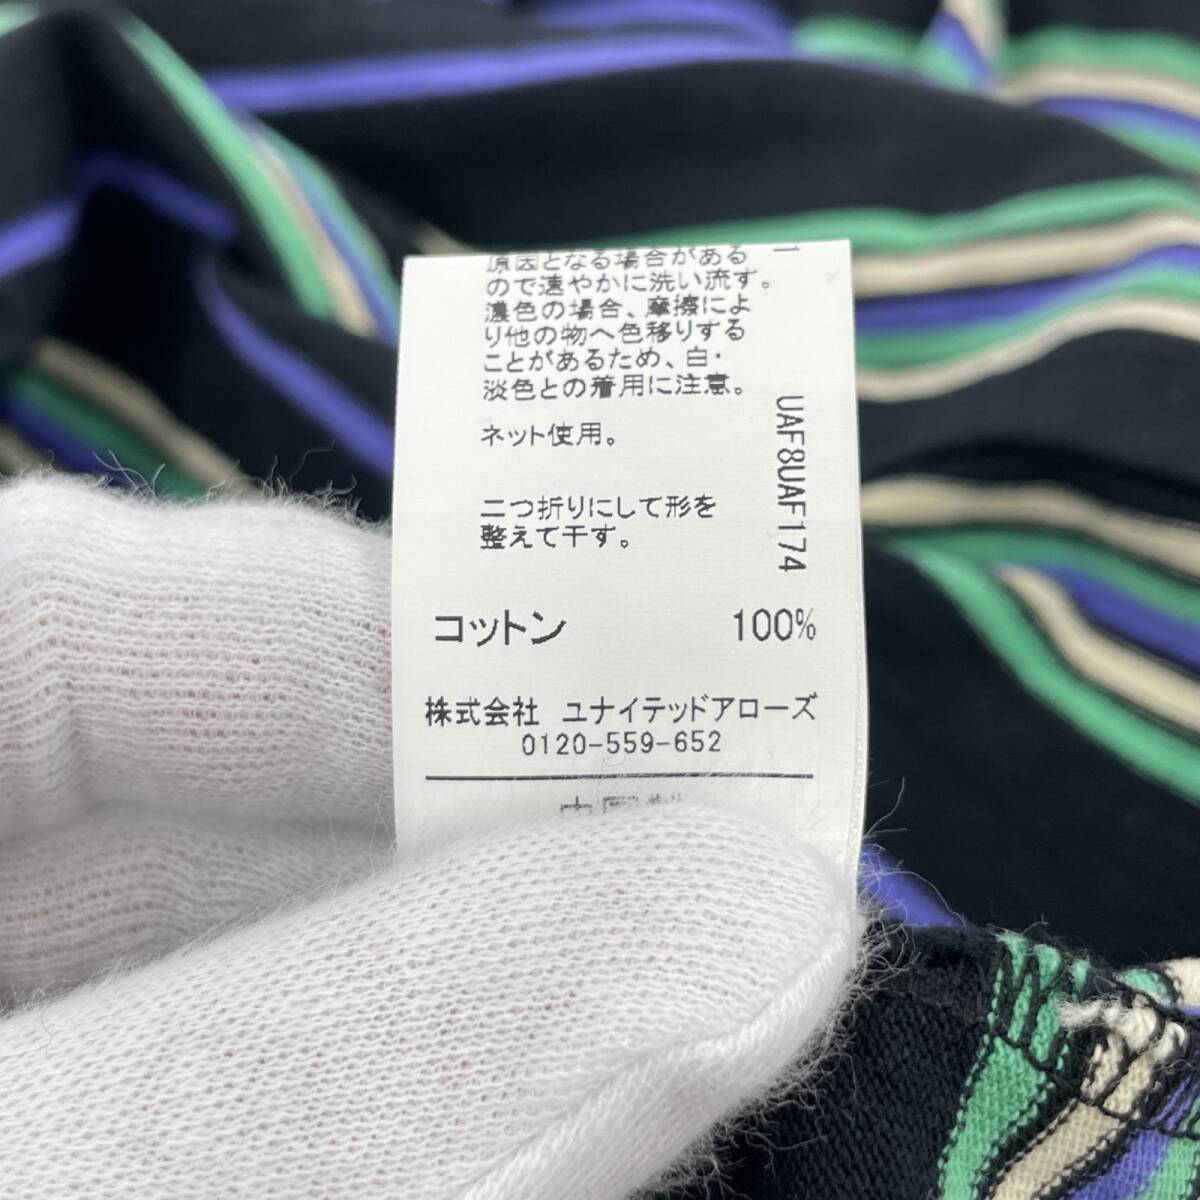 原因となる場合がある
ので速やかに洗い流す。
濃色の場合、摩擦によ
り他の物へ色移りする
ことがあるため、白・
淡色との着用に注意。
ネット使用。
二つ折りにして形を
整えて干す。
UAF8UAF174
コットン 100%
株式会社 ユナイテッドアローズ
0120-559-652